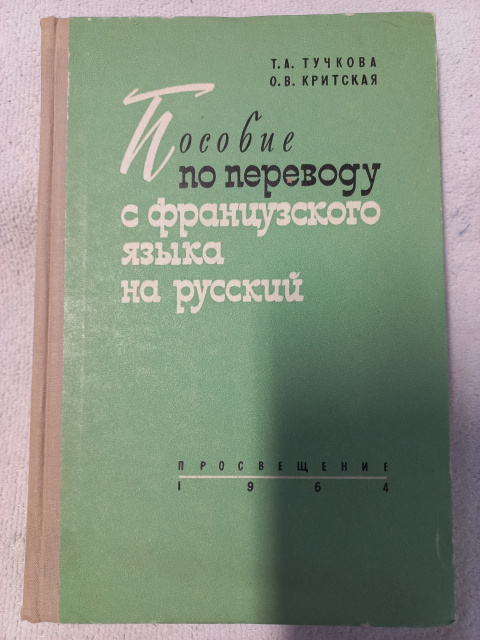 Т.А. ТУЧКОВА
О.В. КРИТСКАЯ
Пособие
по переводу
с французского
языка
на русский
ПРОСВЕЩЕНИЕ
1964